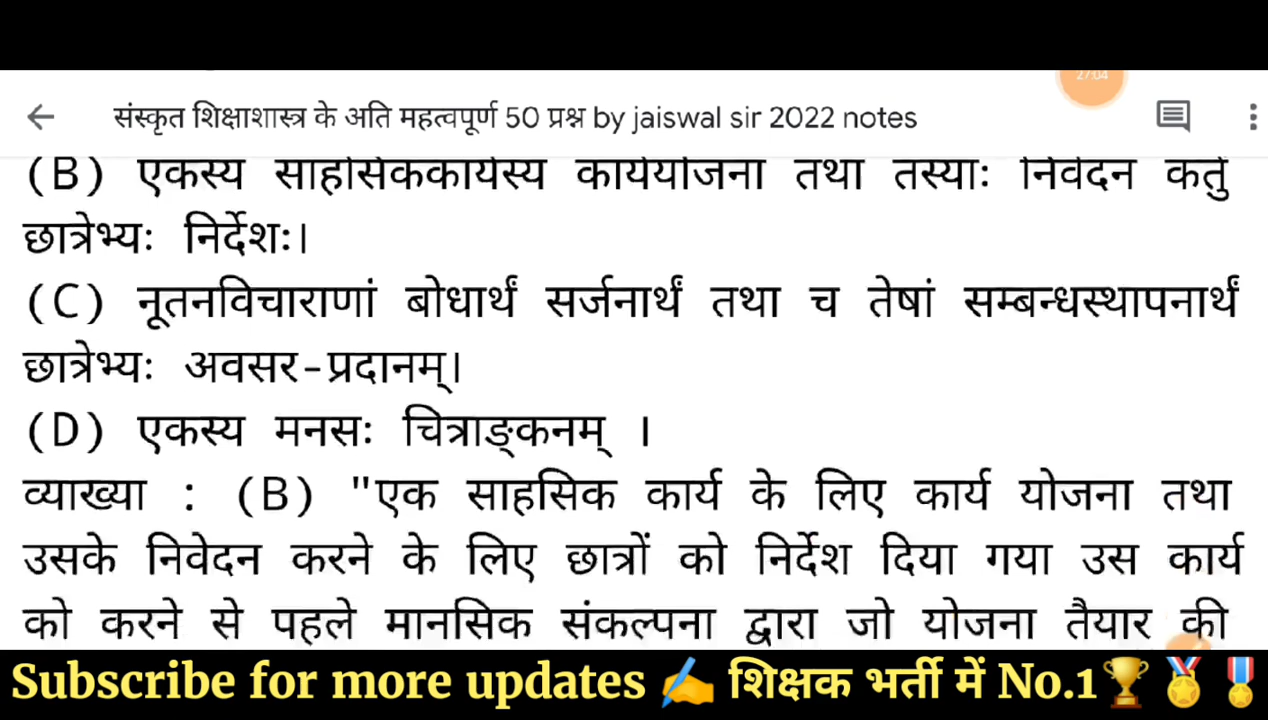 27:04
संस्कृत शिक्षाशास्त्र के अति महत्वपूर्ण 50 प्रश्न by jaiswal sir 2022 notes
(B) एकस्य साहसिककार्यस्य कार्ययोजना तथा तस्याः निवेदनं कर्तुं
छात्रेभ्यः निर्देशः।
(C) नूतनविचाराणां बोधार्थं सर्जनार्थं तथा च तेषां सम्बन्धस्थापनार्थं
छात्रेभ्यः अवसर-प्रदानम्।
(D) एकस्य मनसः चित्राङ्कनम् ।
व्याख्या : (B) "एक साहसिक कार्य के लिए कार्य योजना तथा
उसके निवेदन करने के लिए छात्रों को निर्देश दिया गया उस कार्य
को करने से पहले मानसिक संकल्पना द्वारा जो योजना तैयार की
Subscribe for more updates ✍️ शिक्षक भर्ती में No.1🏆🏅🎖️